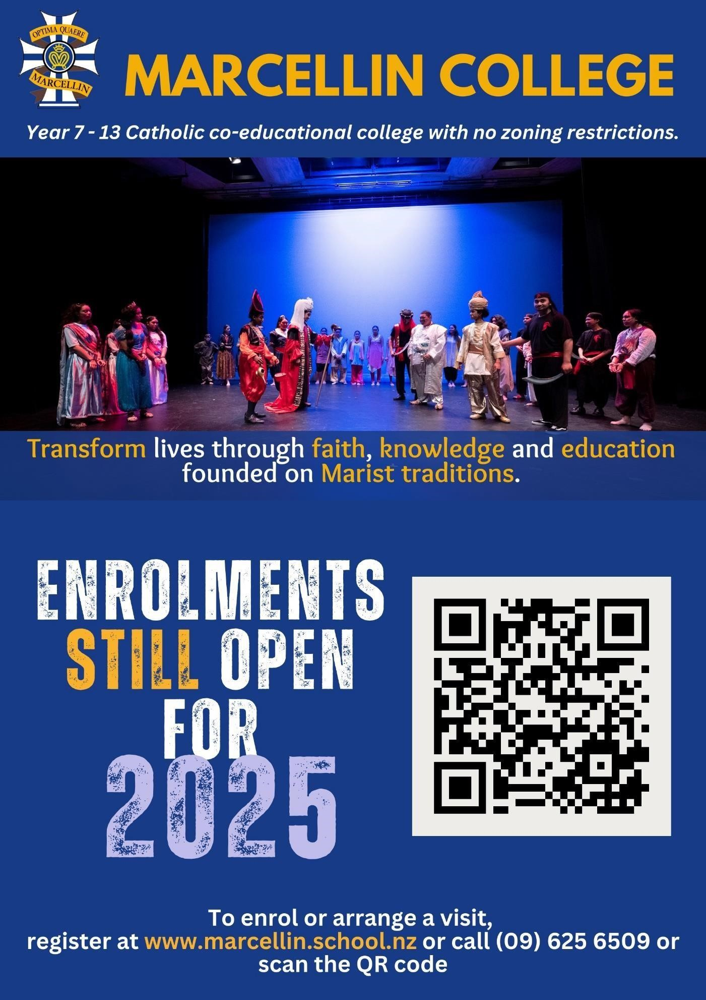 OPTIMA QUAERE
MARCELLIN
MARCELLIN COLLEGE
Year 7 - 13 Catholic co-educational college with no zoning restrictions.
Transform lives through faith, knowledge and education
founded on Marist traditions.
ENROLMENTS
STILL OPEN
FOR
2025
To enrol or arrange a visit,
register at www.marcellin.school.nz or call (09) 625 6509 or
scan the QR code